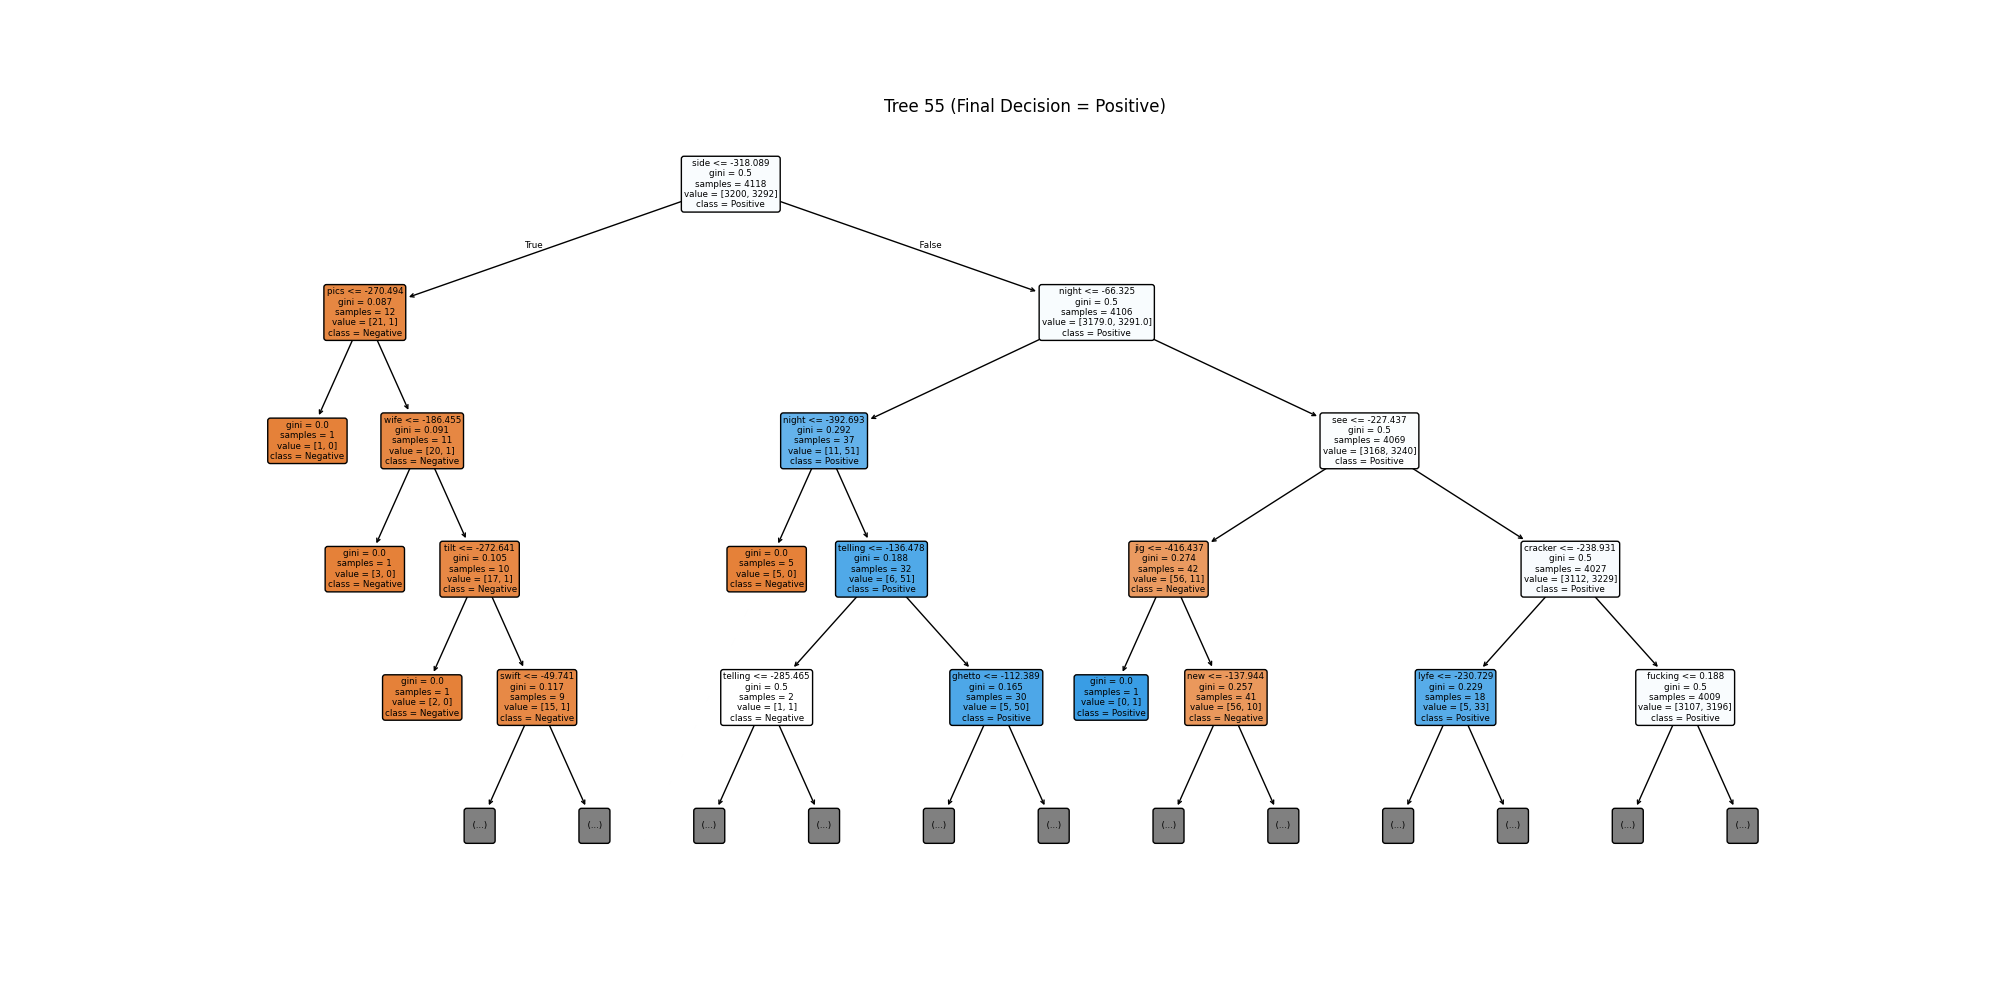 Tree 55 (Final Decision = Positive)
side <= -318.089
gini = 0.5
samples = 4118
value = [3200, 3292]
class = Positive
True
False
pics <= -270.494
gini = 0.087
samples = 12
value = [21, 1]
class = Negative
night <= -66.325
gini = 0.5
samples = 4106
value = [3179.0, 3291.0]
class = Positive
gini = 0.0
samples = 1
value = [1, 0]
class = Negative
wife <= -186.455
gini = 0.091
samples = 11
value = [20, 1]
class = Negative
night <= -392.693
gini = 0.292
samples = 37
value = [11, 51]
class = Positive
see <= -227.437
gini = 0.5
samples = 4069
value = [3168, 3240]
class = Positive
gini = 0.0
samples = 1
value = [3, 0]
class = Negative
tilt <= -272.641
gini = 0.105
samples = 10
value = [17, 1]
class = Negative
gini = 0.0
samples = 5
value = [5, 0]
class = Negative
telling <= -136.478
gini = 0.188
samples = 32
value = [6, 51]
class = Positive
jig <= -416.437
gini = 0.274
samples = 42
value = [56, 11]
class = Negative
cracker <= -238.931
gini = 0.5
samples = 4027
value = [3112, 3229]
class = Positive
gini = 0.0
samples = 1
value = [2, 0]
class = Negative
swift <= -49.741
gini = 0.117
samples = 9
value = [15, 1]
class = Negative
telling <= -285.465
gini = 0.5
samples = 2
value = [1, 1]
class = Negative
ghetto <= -112.389
gini = 0.165
samples = 30
value = [5, 50]
class = Positive
gini = 0.0
samples = 1
value = [0, 1]
class = Positive
new <= -137.944
gini = 0.257
samples = 41
value = [56, 10]
class = Negative
lyfe <= -230.729
gini = 0.229
samples = 18
value = [5, 33]
class = Positive
fucking <= 0.188
gini = 0.5
samples = 4009
value = [3107, 3196]
class = Positive
(...)
(...)
(...)
(...)
(...)
(...)
(...)
(...)
(...)
(...)
(...)
(...)